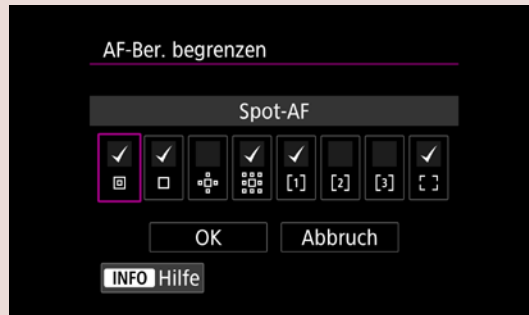 AF-Ber. begrenzen
Spot-AF
[1] [2] [3]
OK Abbruch
INFO Hilfe